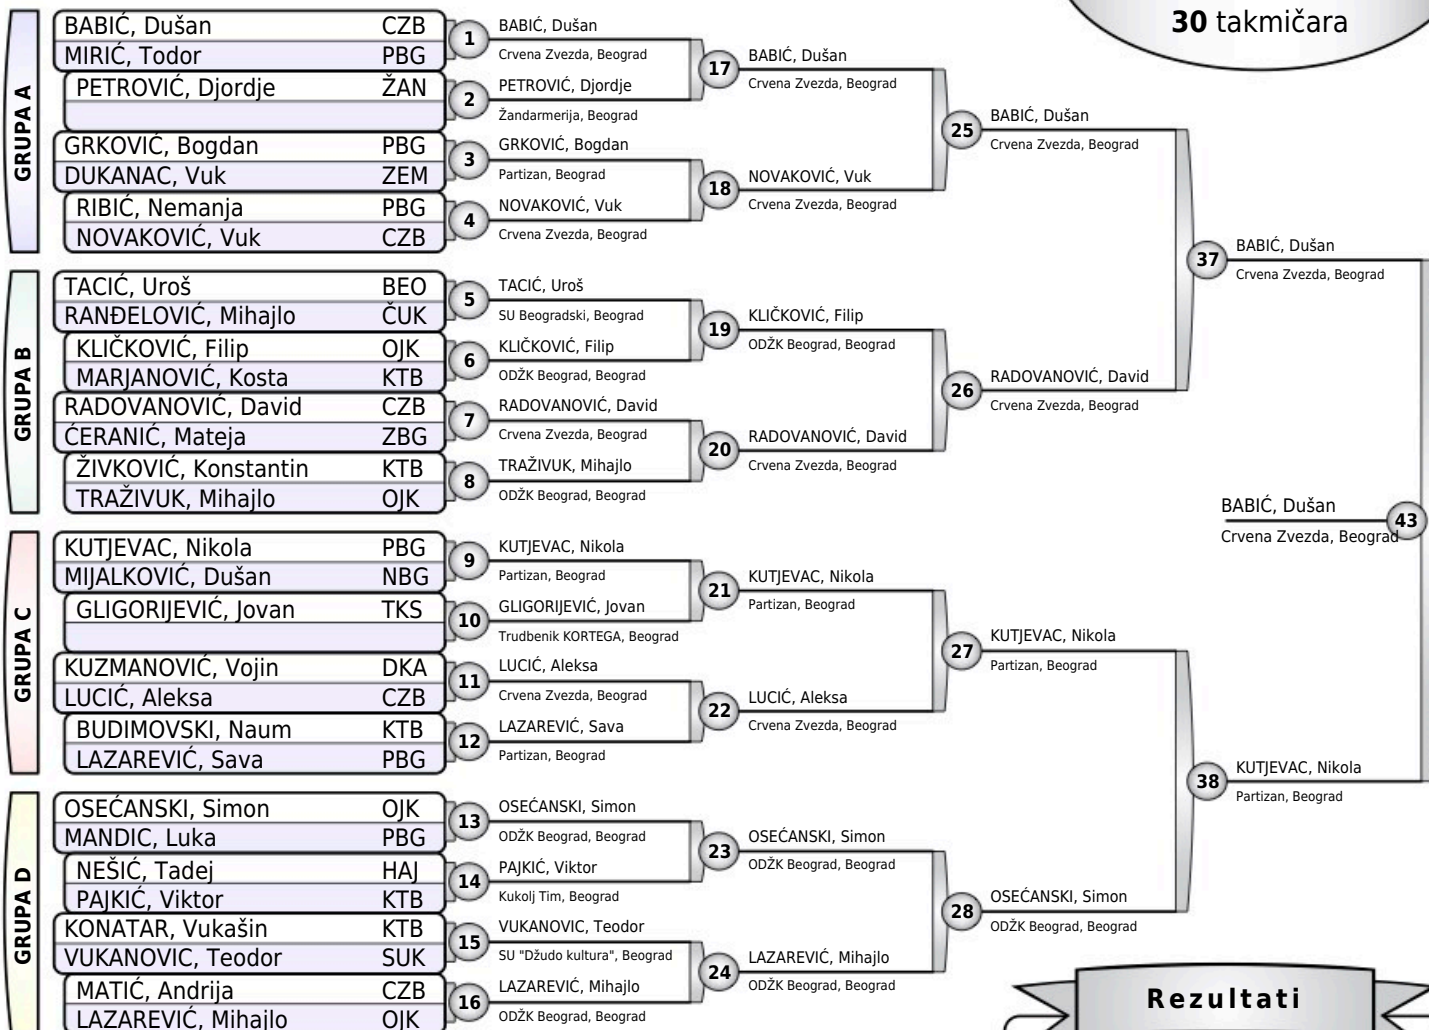 30 takmičara
GRUPA A
BABIĆ, Dušan CZB
MIRIĆ, Todor PBG
PETROVIĆ, Djordje ŽAN
GRKOVIĆ, Bogdan PBG
DUKANAC, Vuk ZEM
RIBIĆ, Nemanja PBG
NOVAKOVIĆ, Vuk CZB
GRUPA B
TACIĆ, Uroš BEO
RANĐELOVIĆ, Mihajlo ČUK
KLIČKOVIĆ, Filip OJK
MARJANOVIĆ, Kosta KTB
RADOVANOVIĆ, David CZB
ĆERANIĆ, Mateja ZBG
ŽIVKOVIĆ, Konstantin KTB
TRAŽIVUK, Mihajlo OJK
GRUPA C
KUTJEVAC, Nikola PBG
MIJALKOVIĆ, Dušan NBG
GLIGORIJEVIĆ, Jovan TKS
KUZMANOVIĆ, Vojin DKA
LUCIĆ, Aleksa CZB
BUDIMOVSKI, Naum KTB
LAZAREVIĆ, Sava PBG
GRUPA D
OSEĆANSKI, Simon OJK
MANDIC, Luka PBG
NEŠIĆ, Tadej HAJ
PAJKIĆ, Viktor KTB
KONATAR, Vukašin KTB
VUKANOVIC, Teodor SUK
MATIĆ, Andrija CZB
LAZAREVIĆ, Mihajlo OJK
1
BABIĆ, Dušan
Crvena Zvezda, Beograd
2
PETROVIĆ, Djordje
Žandarmerija, Beograd
3
GRKOVIĆ, Bogdan
Partizan, Beograd
4
NOVAKOVIĆ, Vuk
Crvena Zvezda, Beograd
5
TACIĆ, Uroš
SU Beogradski, Beograd
6
KLIČKOVIĆ, Filip
ODŽK Beograd, Beograd
7
RADOVANOVIĆ, David
Crvena Zvezda, Beograd
8
TRAŽIVUK, Mihajlo
ODŽK Beograd, Beograd
9
KUTJEVAC, Nikola
Partizan, Beograd
10
GLIGORIJEVIĆ, Jovan
Trudbenik KORTEGA, Beograd
11
LUCIĆ, Aleksa
Crvena Zvezda, Beograd
12
LAZAREVIĆ, Sava
Partizan, Beograd
13
OSEĆANSKI, Simon
ODŽK Beograd, Beograd
14
PAJKIĆ, Viktor
Kukolj Tim, Beograd
15
VUKANOVIC, Teodor
SU "Džudo kultura", Beograd
16
LAZAREVIĆ, Mihajlo
ODŽK Beograd, Beograd
17
BABIĆ, Dušan
Crvena Zvezda, Beograd
18
NOVAKOVIĆ, Vuk
Crvena Zvezda, Beograd
19
KLIČKOVIĆ, Filip
ODŽK Beograd, Beograd
20
RADOVANOVIĆ, David
Crvena Zvezda, Beograd
21
KUTJEVAC, Nikola
Partizan, Beograd
22
LUCIĆ, Aleksa
Crvena Zvezda, Beograd
23
OSEĆANSKI, Simon
ODŽK Beograd, Beograd
24
LAZAREVIĆ, Mihajlo
ODŽK Beograd, Beograd
25
BABIĆ, Dušan
Crvena Zvezda, Beograd
26
RADOVANOVIĆ, David
Crvena Zvezda, Beograd
27
KUTJEVAC, Nikola
Partizan, Beograd
28
OSEĆANSKI, Simon
ODŽK Beograd, Beograd
37
BABIĆ, Dušan
Crvena Zvezda, Beograd
38
KUTJEVAC, Nikola
Partizan, Beograd
BABIĆ, Dušan
43
Crvena Zvezda, Beograd
Rezultati